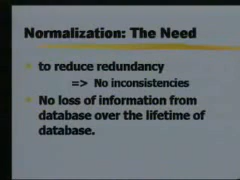 Normalization: The Need
to reduce redundancy
=> No inconsistencies
No loss of information from
database over the lifetime of
database.